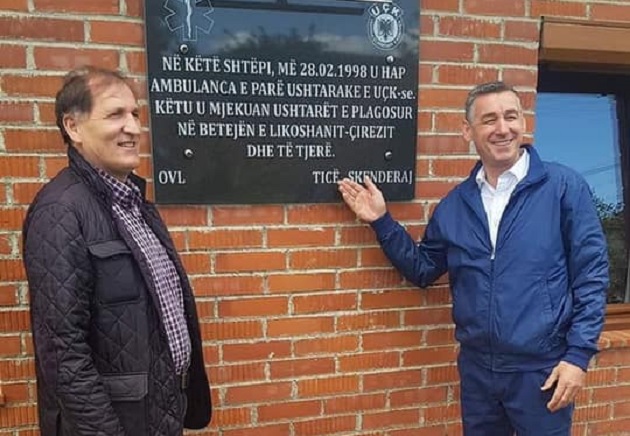 UÇK
NË KËTË SHTËPI, MË 28.02.1998 U HAP
AMBULANCA E PARË USHTARAKE E UÇK-se.
KËTU U MJEKUAN USHTARËT E PLAGOSUR
NË BETEJËN E LIKOSHANIT-ÇIREZIT
DHE TË TJERË.
OVL TICË, SKENDERAJ